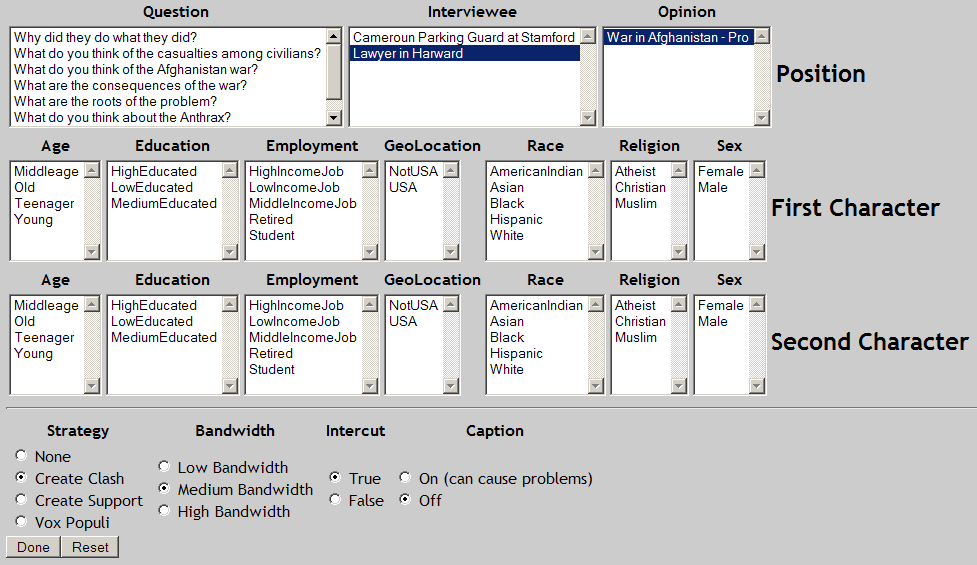 Question Interviewee Opinion
Why did they do what they did? Cameroun Parking Guard at Stamford War in Afghanistan - Pro
What do you think of the casualties among civilians? Lawyer in Harward
What do you think of the Afghanistan war?
What are the consequences of the war?
What are the roots of the problem?
What do you think about the Anthrax?
Position
Age Education Employment GeoLocation Race Religion Sex
Middleage HighEducated HighIncomeJob NotUSA AmericanIndian Atheist Female
Old LowEducated LowIncomeJob USA Asian Christian Male
Teenager MediumEducated MiddleIncomeJob Black Muslim
Young Retired Hispanic
Student White
First Character
Age Education Employment GeoLocation Race Religion Sex
Middleage HighEducated HighIncomeJob NotUSA AmericanIndian Atheist Female
Old LowEducated LowIncomeJob USA Asian Christian Male
Teenager MediumEducated MiddleIncomeJob Black Muslim
Young Retired Hispanic
Student White
Second Character
Strategy Bandwidth Intercut Caption
None
Create Clash
Create Support
Vox Populi
Low Bandwidth
Medium Bandwidth
High Bandwidth
True
False
On (can cause problems)
Off
Done Reset